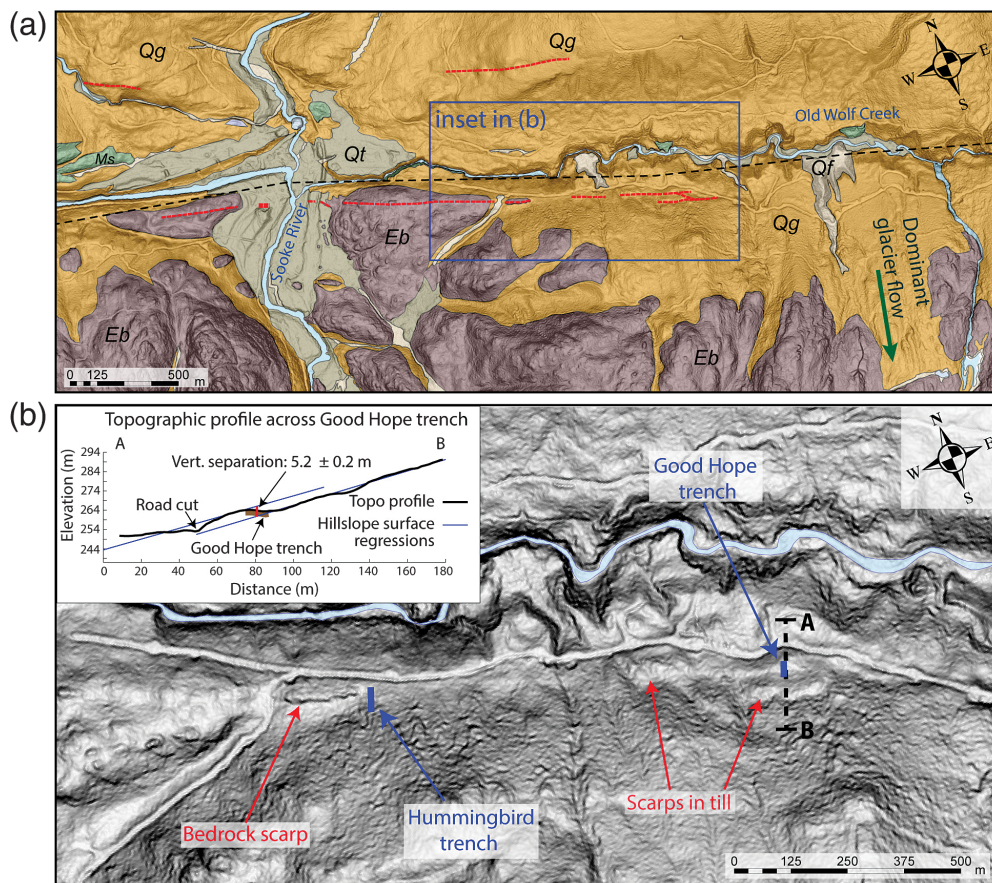 (a)
Qg
Qg
N
E
W
S
inset in (b)
Old Wolf Creek
Ms
Qt
Qf
Sooke River
Eb
Qg
Dominant
glacier flow
Eb
Eb
0 125 250 500
m
(b)
Topographic profile across Good Hope trench
A
B
294
284
274
264
254
244
Elevation (m)
Vert. separation: 5.2 ± 0.2 m
Road cut
Topo profile
Hillslope surface
regressions
Good Hope trench
0 20 40 60 80 100 120 140 160 180
Distance (m)
Good Hope
trench
N
E
W
S
A
B
Bedrock scarp
Hummingbird
trench
Scarps in till
0 125 250 375 500
m